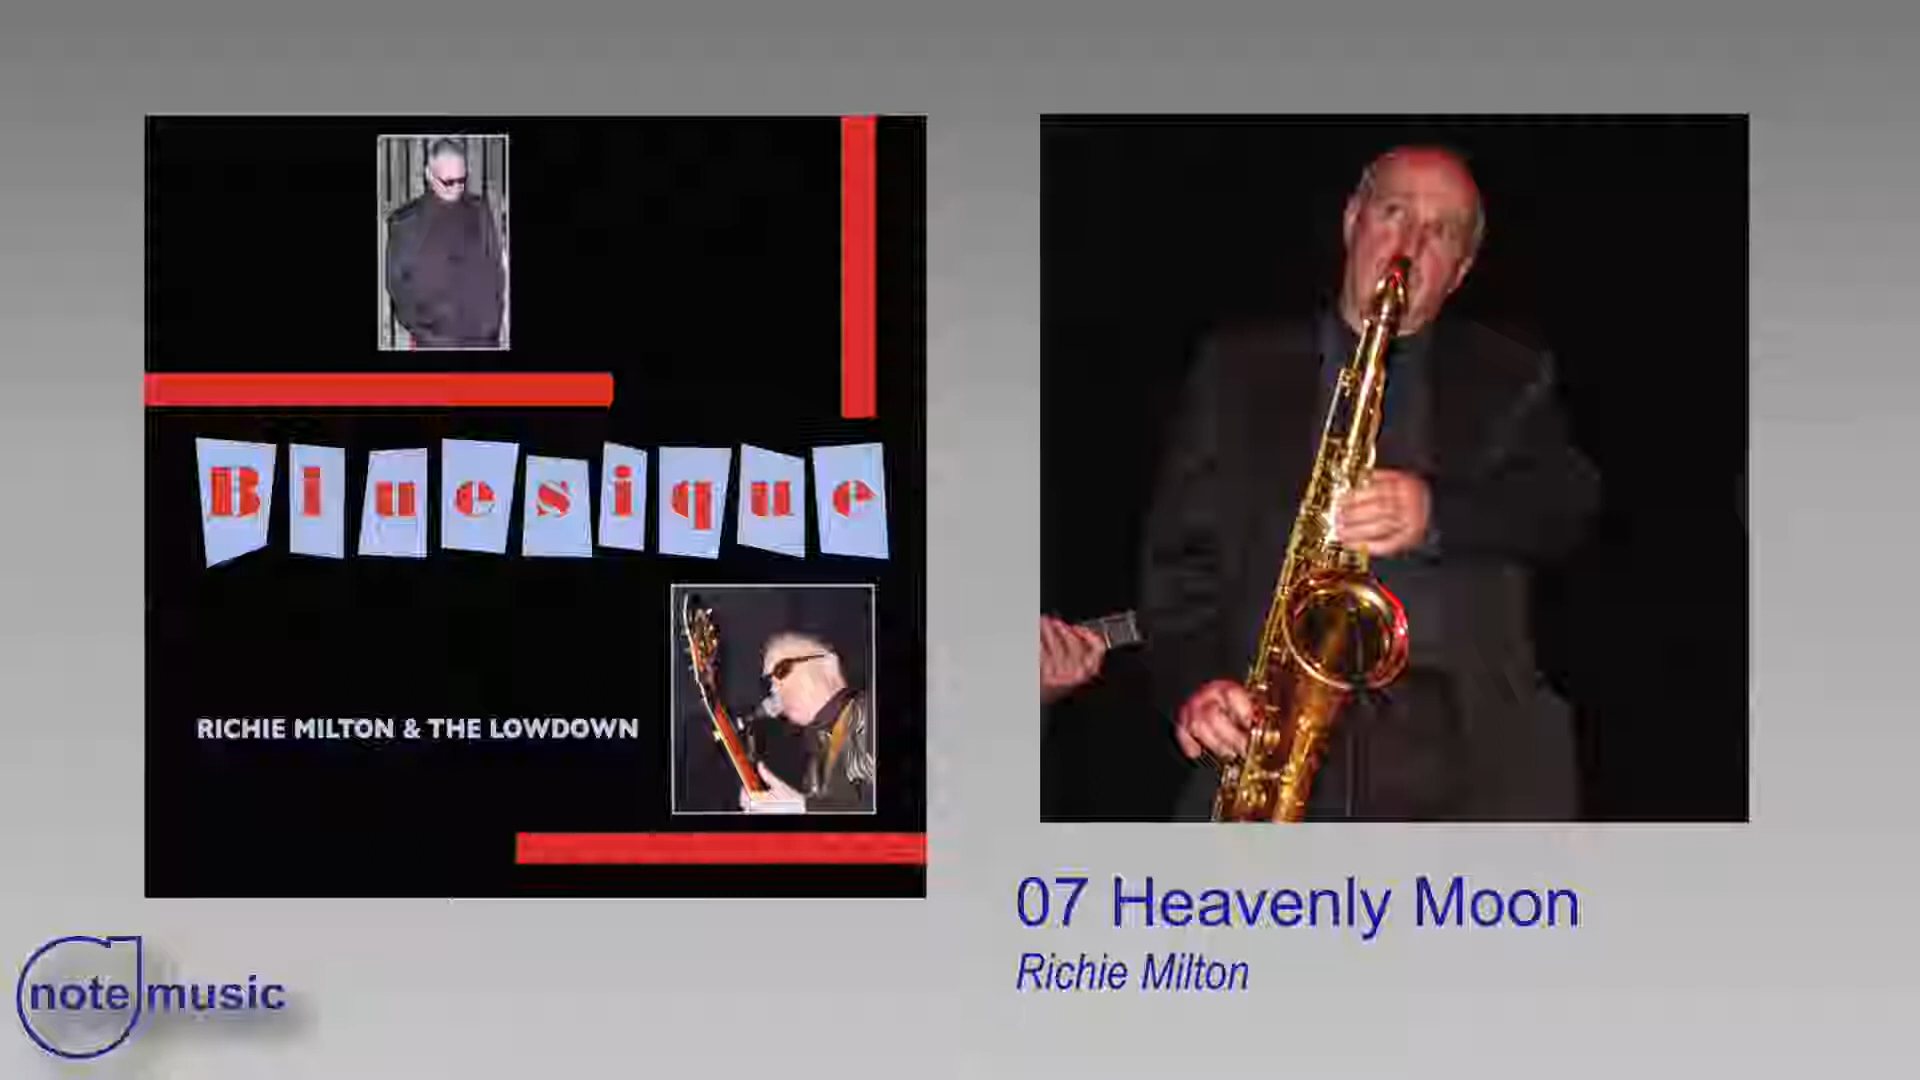 Bluesique
RICHIE MILTON & THE LOWDOWN
07 Heavenly Moon
Richie Milton
note music